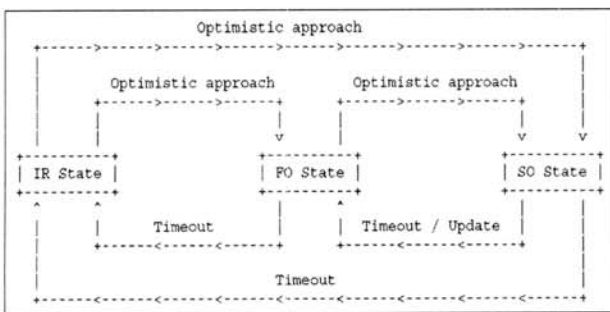 Optimistic approach
Optimistic approach Optimistic approach
IR State FO State SO State
Timeout Timeout / Update
Timeout